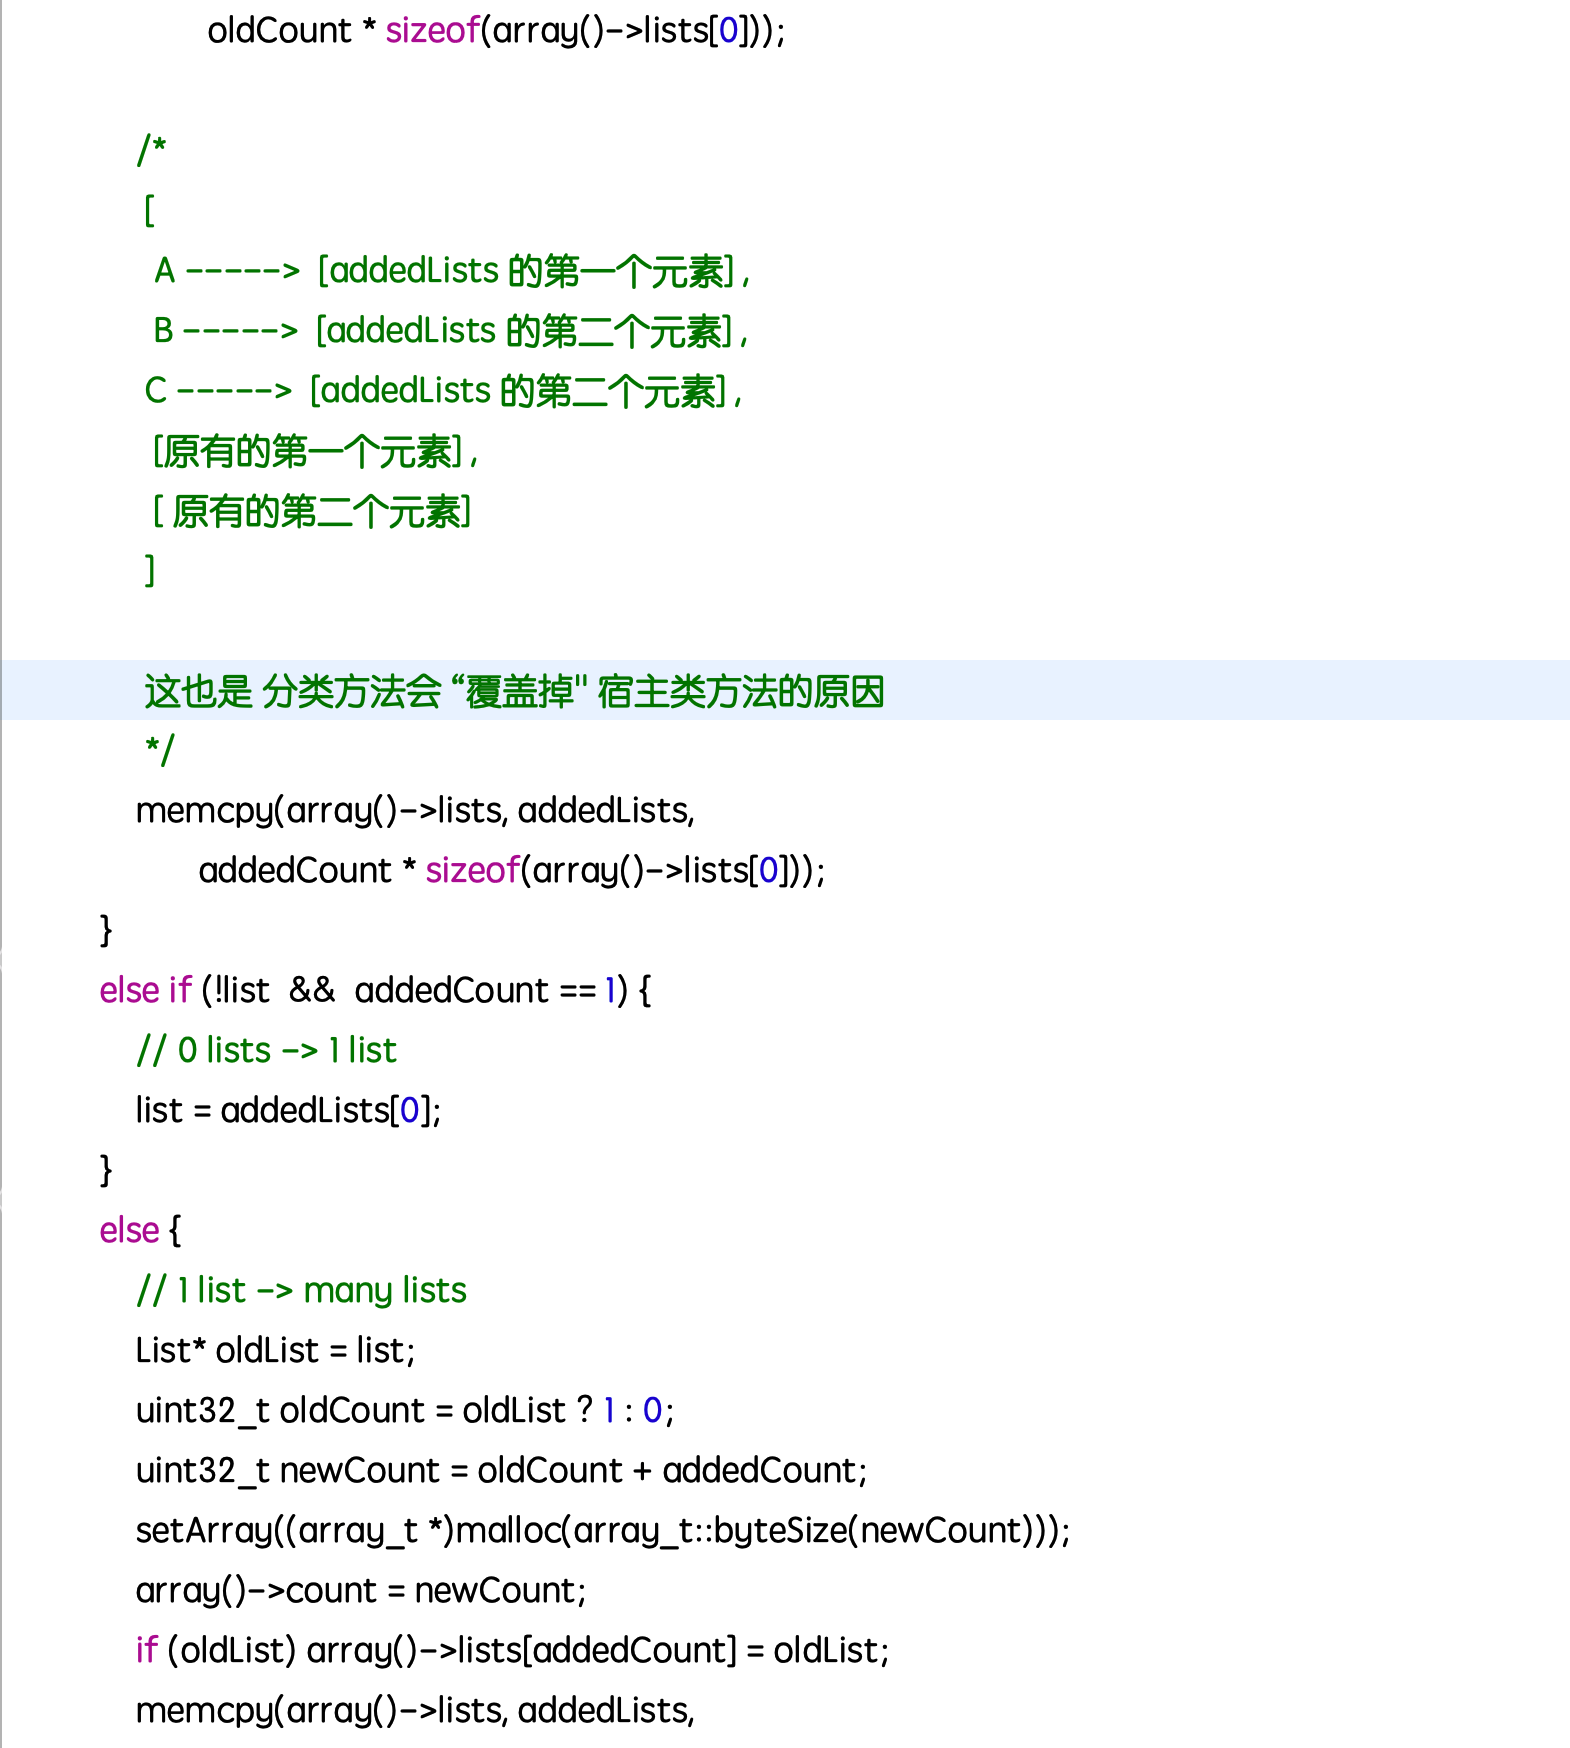 oldCount * sizeof(array()->lists[0]));
/*
[
A -----> [addedLists 的第一个元素],
B -----> [addedLists 的第二个元素],
C -----> [addedLists 的第二个元素],
[原有的第一个元素],
[ 原有的第二个元素]
]
这也是 分类方法会 “覆盖掉" 宿主类方法的原因
*/
memcpy(array()->lists, addedLists,
addedCount * sizeof(array()->lists[0]));
}
else if (!list  &&  addedCount == 1) {
// 0 lists -> 1 list
list = addedLists[0];
}
else {
// 1 list -> many lists
List* oldList = list;
uint32_t oldCount = oldList ? 1 : 0;
uint32_t newCount = oldCount + addedCount;
setArray((array_t *)malloc(array_t::byteSize(newCount)));
array()->count = newCount;
if (oldList) array()->lists[addedCount] = oldList;
memcpy(array()->lists, addedLists,